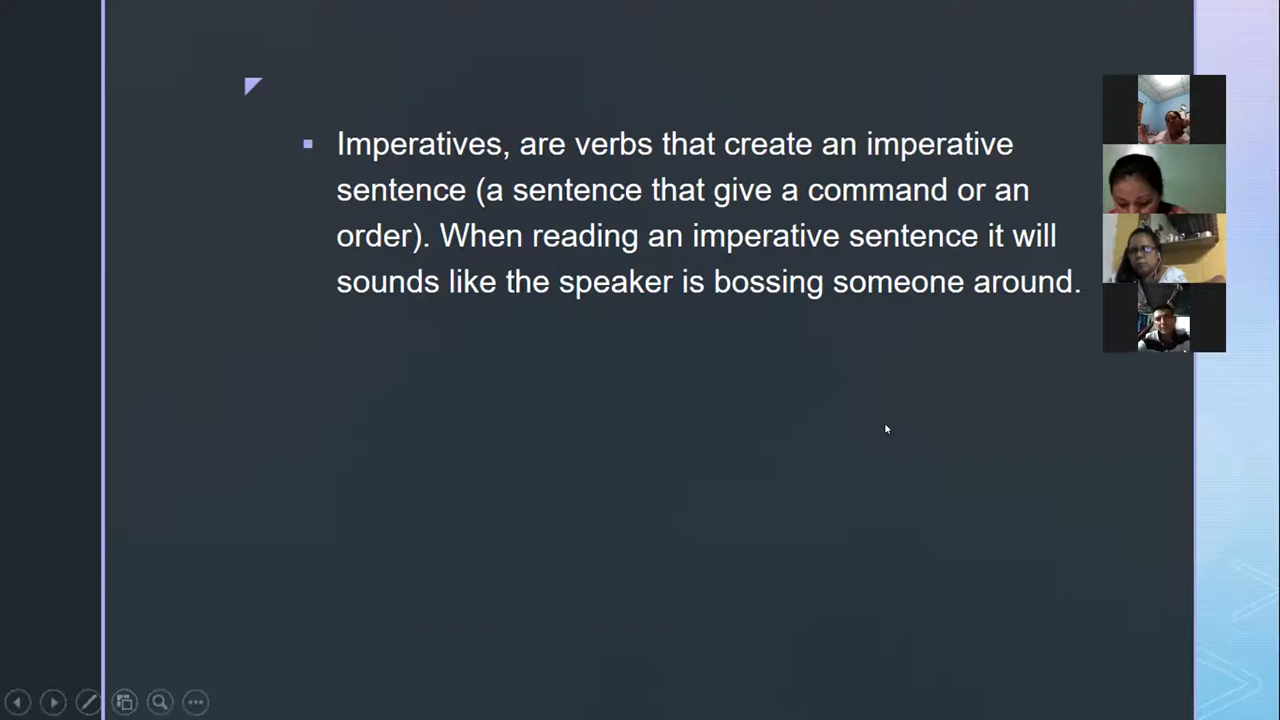 Imperatives, are verbs that create an imperative
sentence (a sentence that give a command or an
order). When reading an imperative sentence it will
sounds like the speaker is bossing someone around.